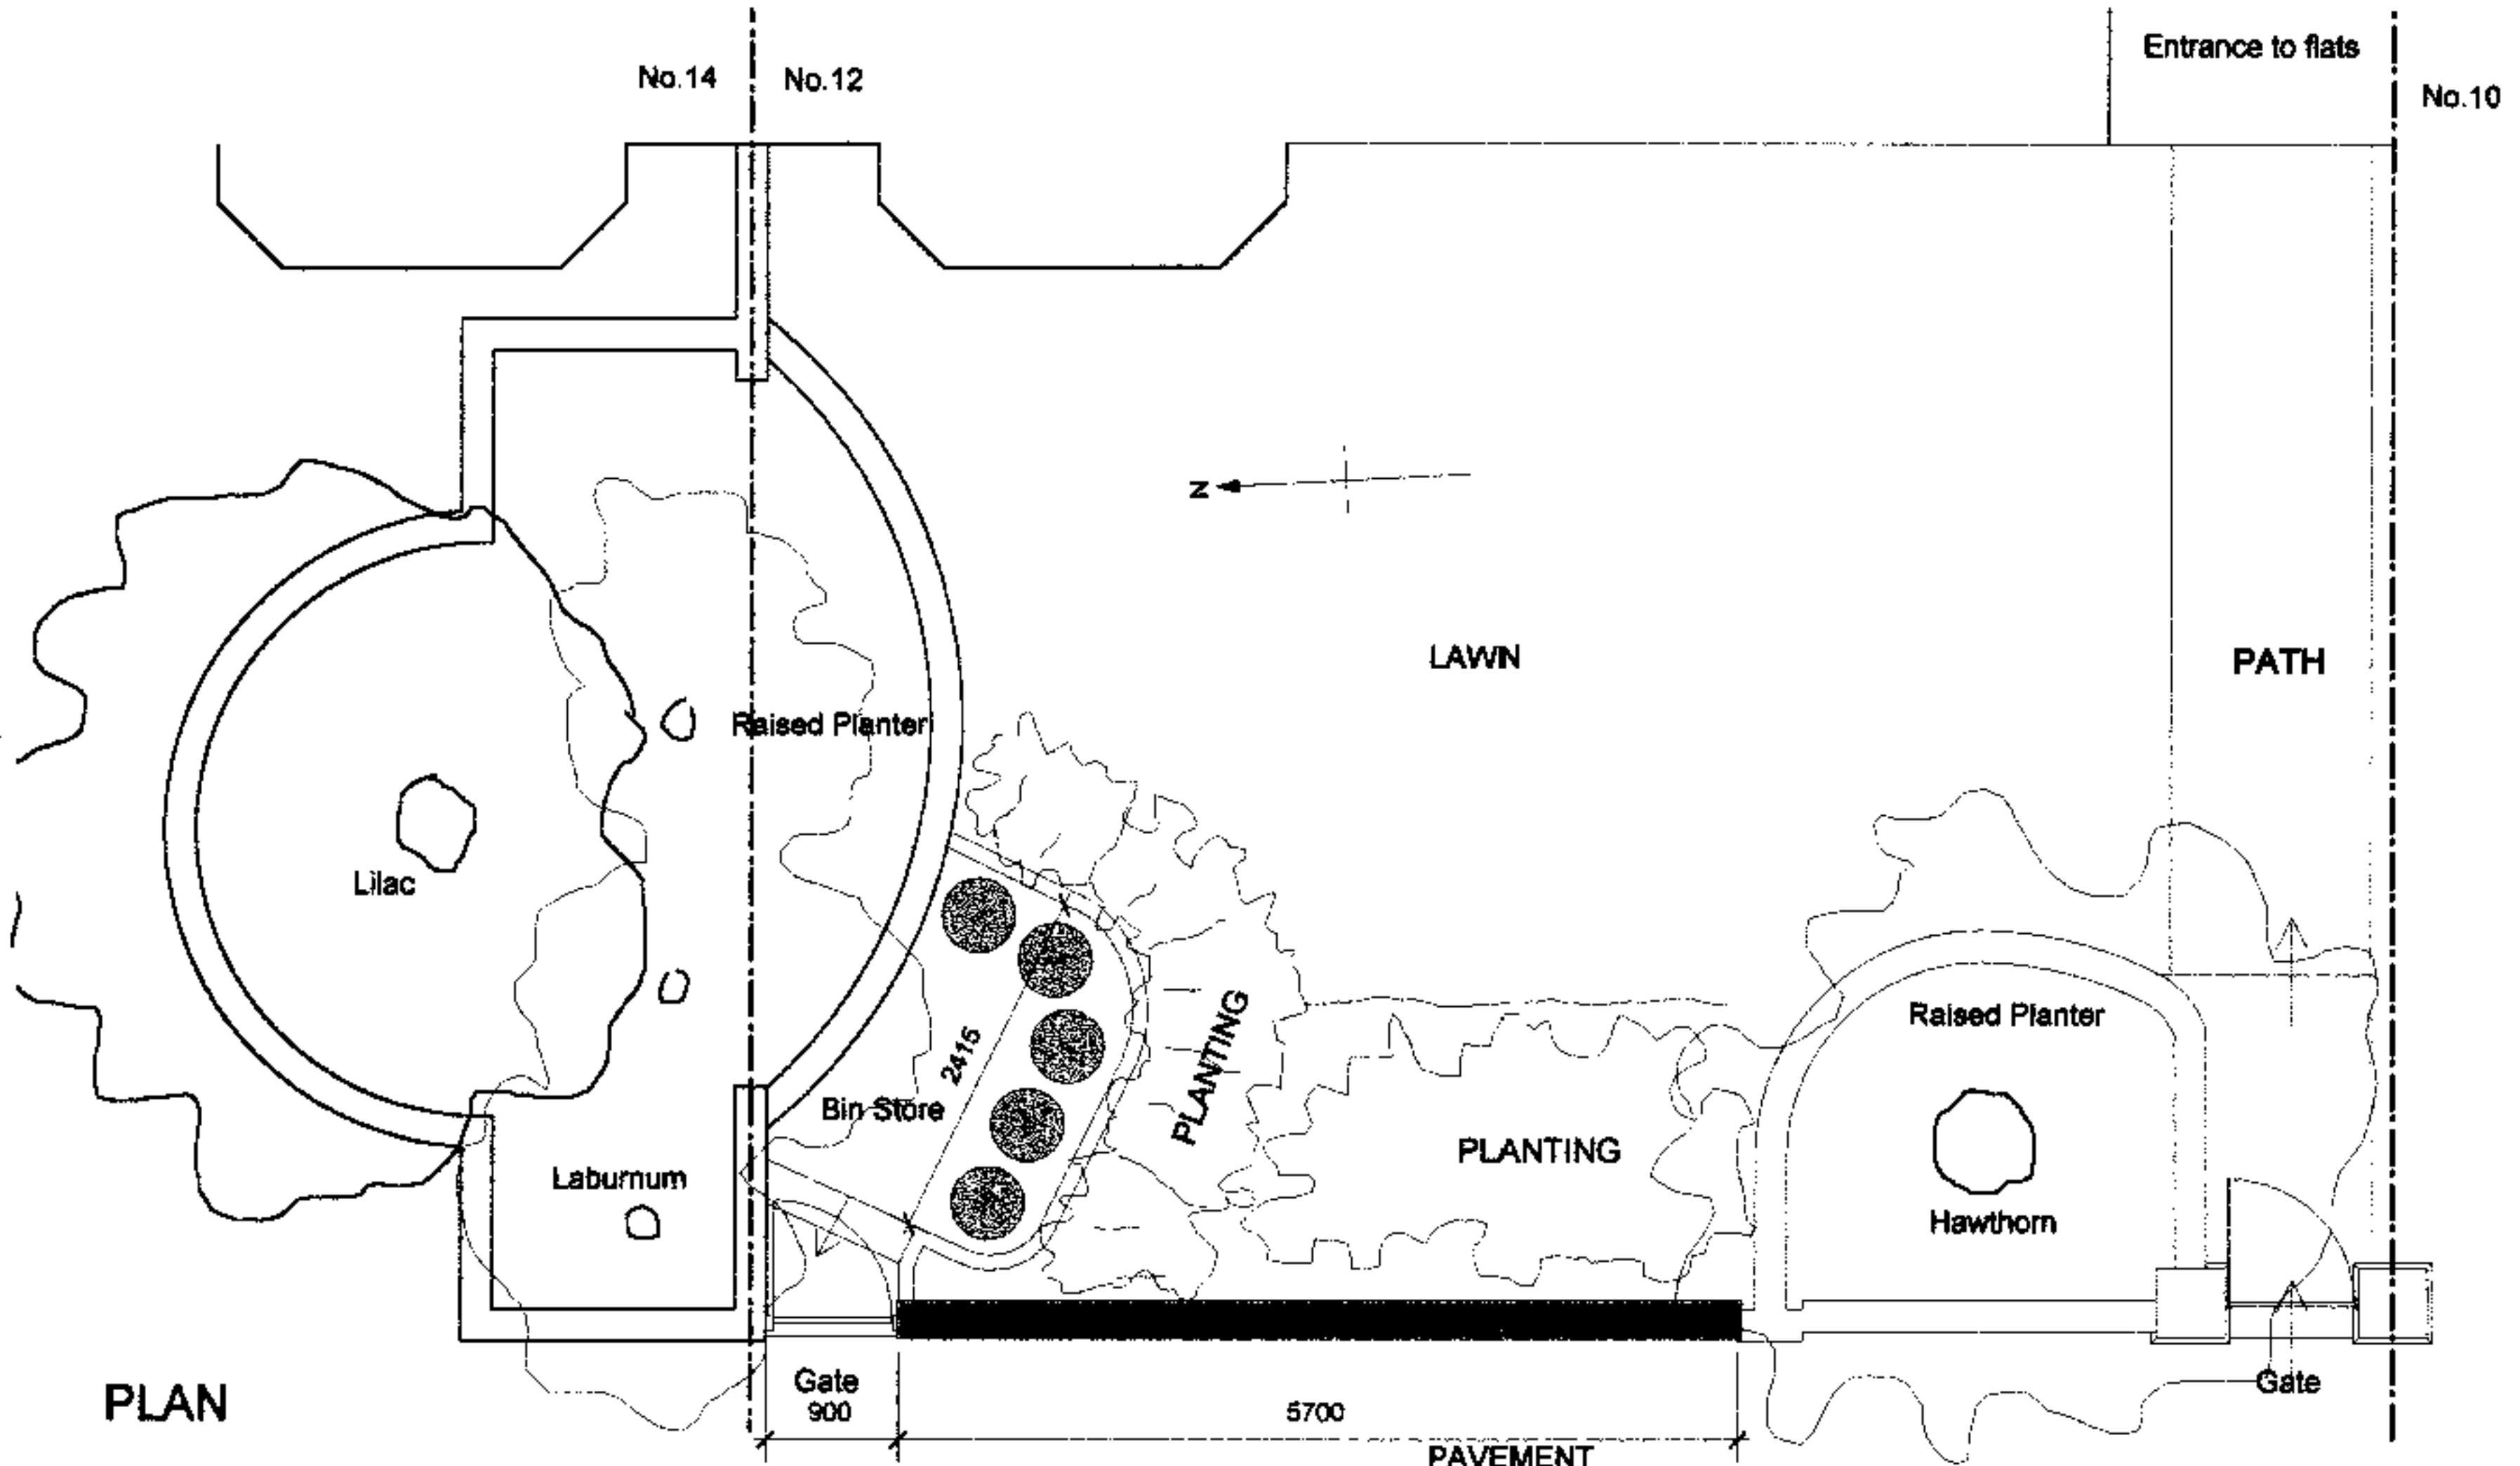 Entrance to flats
No.14
No.12
No.10
Z
LAWN
PATH
Raised Planter
Lilac
PLANTING
Raised Planter
2415
Bin Store
PLANTING
Laburnum
Hawthorn
Gate
900
5700
Gate
PLAN
PAVEMENT